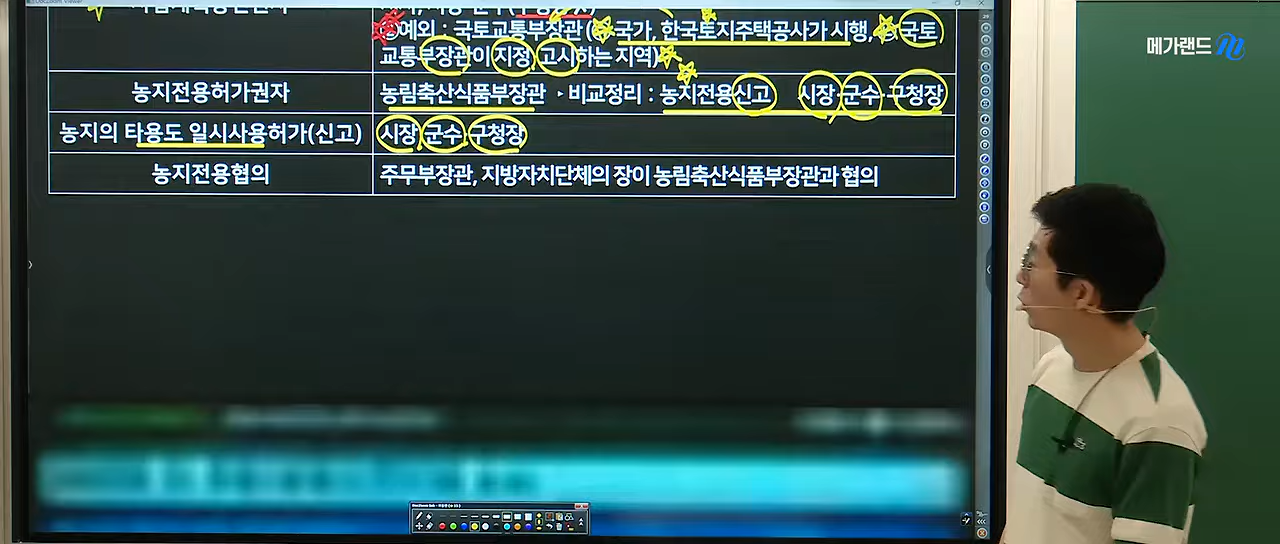 예외 : 국토교통부장관 ( 국가, 한국토지주택공사가 시행, 국토
교통부장관이 지정, 고시하는 지역)
메가랜드
농지전용허가권자
농림축산식품부장관 ‣ 비교정리 : 농지전용신고 시장·군수·구청장
농지의 타용도 일시사용허가(신고)
시장, 군수, 구청장
농지전용협의
주무부장관, 지방자치단체의 장이 농림축산식품부장관과 협의